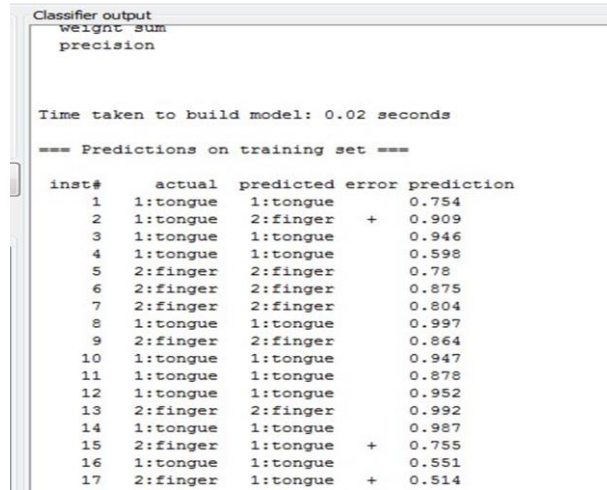 Classifier output
weight sum
precision
Time taken to build model: 0.02 seconds
=== Predictions on training set ===
inst# actual predicted error prediction
1 1:tongue 1:tongue 0.754
2 1:tongue 2:finger + 0.909
3 1:tongue 1:tongue 0.946
4 1:tongue 1:tongue 0.598
5 2:finger 2:finger 0.78
6 2:finger 2:finger 0.875
7 2:finger 2:finger 0.804
8 1:tongue 1:tongue 0.997
9 2:finger 2:finger 0.864
10 1:tongue 1:tongue 0.947
11 1:tongue 1:tongue 0.878
12 1:tongue 1:tongue 0.952
13 2:finger 2:finger 0.992
14 1:tongue 1:tongue 0.987
15 2:finger 1:tongue + 0.755
16 1:tongue 1:tongue 0.551
17 2:finger 1:tongue + 0.514